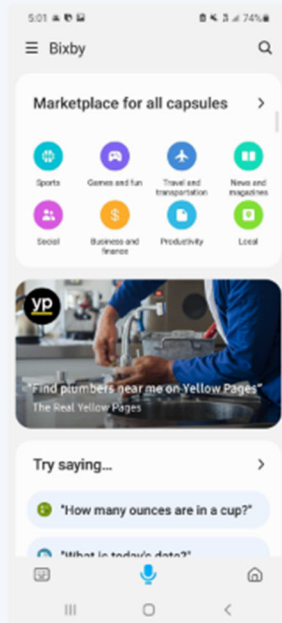 5:01
74%
Bixby
Marketplace for all capsules
Sports
Games and fun
Travel and
transportation
News and
magazines
Social
Business and
finance
Productivity
Local
yp
"Find plumbers near me on Yellow Pages"
The Real Yellow Pages
Try saying...
"How many ounces are in a cup?"
"What is today's date?"